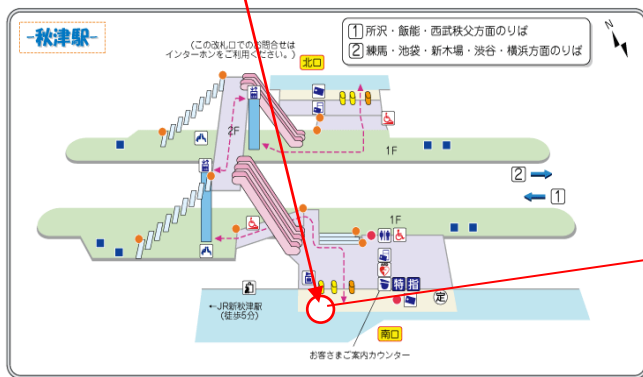 -秋津駅-
(この改札口でのお問合せは
インターホンをご利用ください。)
北口
1 所沢・飯能・西武秩父方面のりば
2 練馬・池袋・新木場・渋谷・横浜方面のりば
N
2F
1F
2
1
1F
特 指
定
←JR新秋津駅
(徒歩5分)
南口
お客さまご案内カウンター